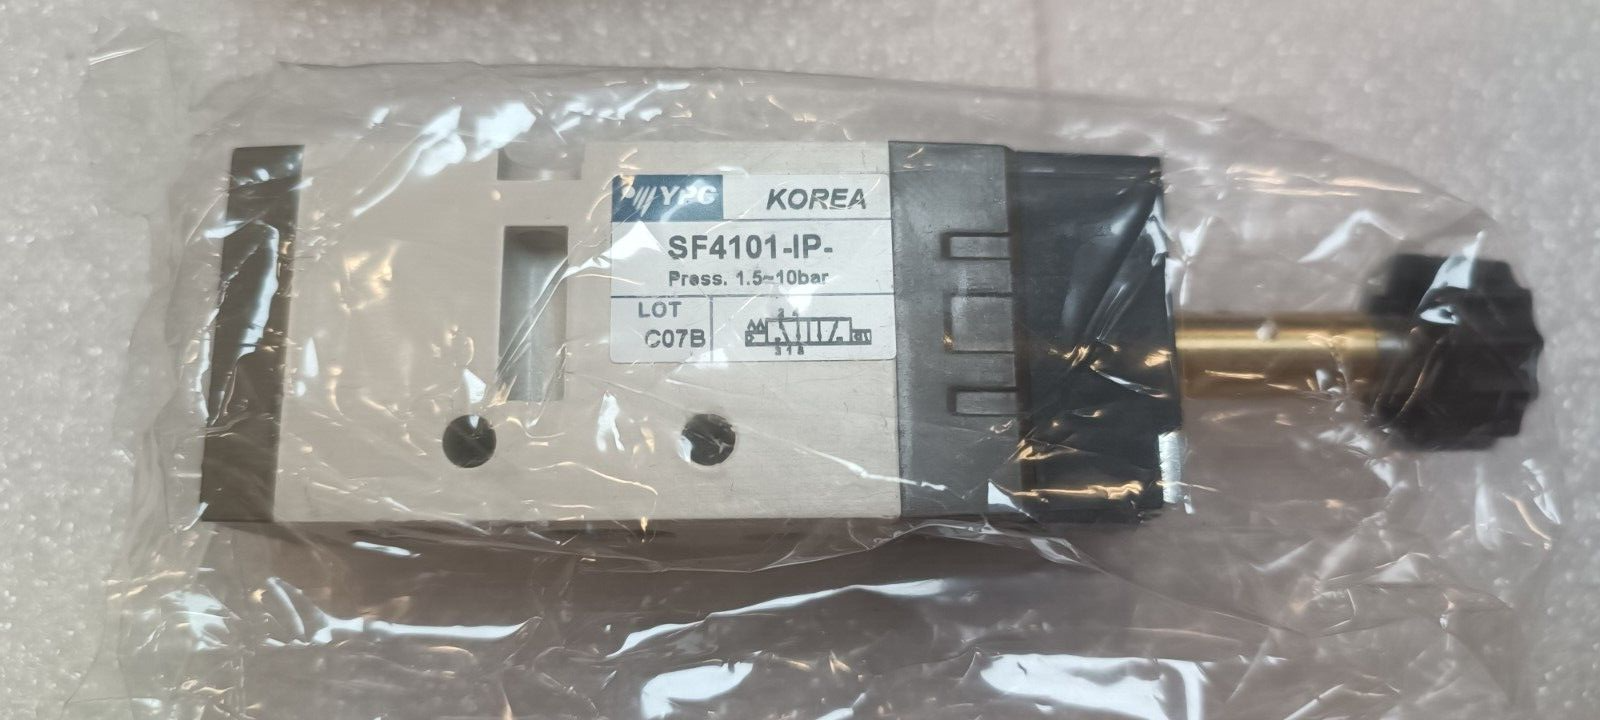 YPC KOREA
SF4101-IP-
Press. 1.5~10bar
LOT
C07B